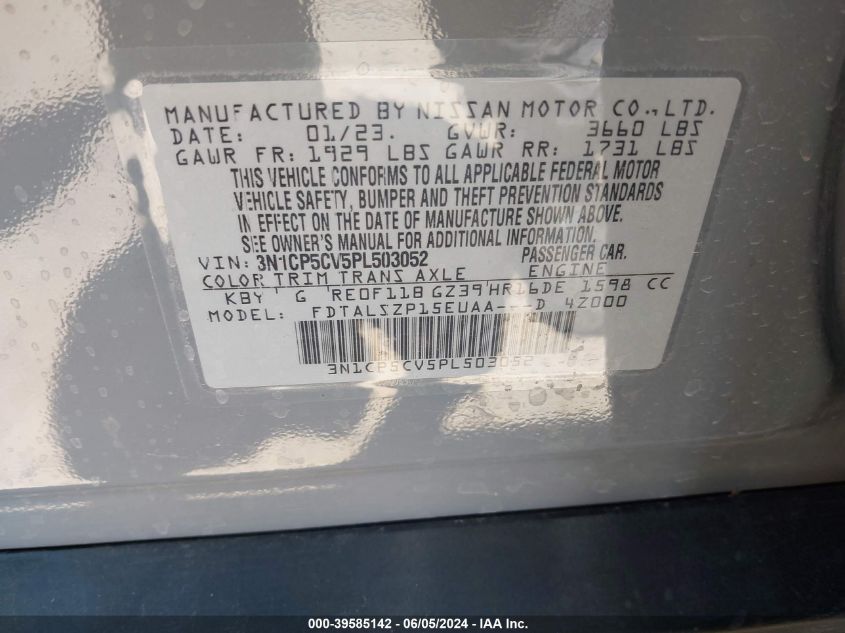 MANUFACTURED BY NISSAN MOTOR CO., LTD.
DATE: 01/23. GVWR: 3660 LBS
GAWR FR: 1929 LBS GAWR RR: 1731 LBS
THIS VEHICLE CONFORMS TO ALL APPLICABLE FEDERAL MOTOR
VEHICLE SAFETY, BUMPER AND THEFT PREVENTION STANDARDS
IN EFFECT ON THE DATE OF MANUFACTURE SHOWN ABOVE.
SEE OWNER'S MANUAL FOR ADDITIONAL INFORMATION.
VIN: 3N1CP5CV5PL503052 PASSENGER CAR.
COLOR TRIM TRANS AXLE ENGINE
KBY G RE0F11B GZ39 HR16DE 1598 CC
MODEL: FDTALSZP15EUAA- D 4Z000
3N1CP5CV5PL503052
000-39585142 - 06/05/2024 - IAA Inc.